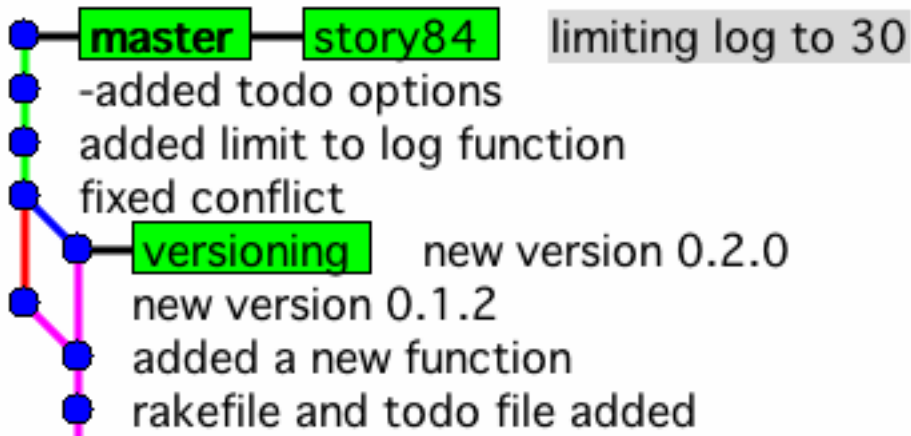 master story84 limiting log to 30
-added todo options
added limit to log function
fixed conflict
versioning new version 0.2.0
new version 0.1.2
added a new function
rakefile and todo file added